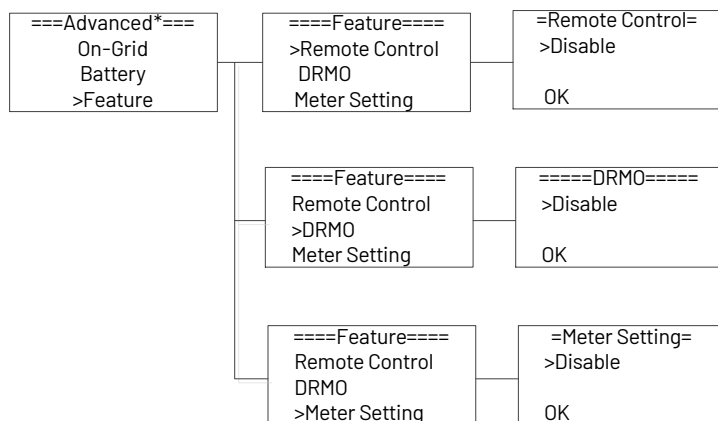 ===Advanced*===
On-Grid
Battery
>Feature
====Feature====
>Remote Control
DRMO
Meter Setting
=Remote Control=
>Disable
OK
====Feature====
Remote Control
>DRMO
Meter Setting
=====DRMO=====
>Disable
OK
====Feature====
Remote Control
DRMO
>Meter Setting
=Meter Setting=
>Disable
OK